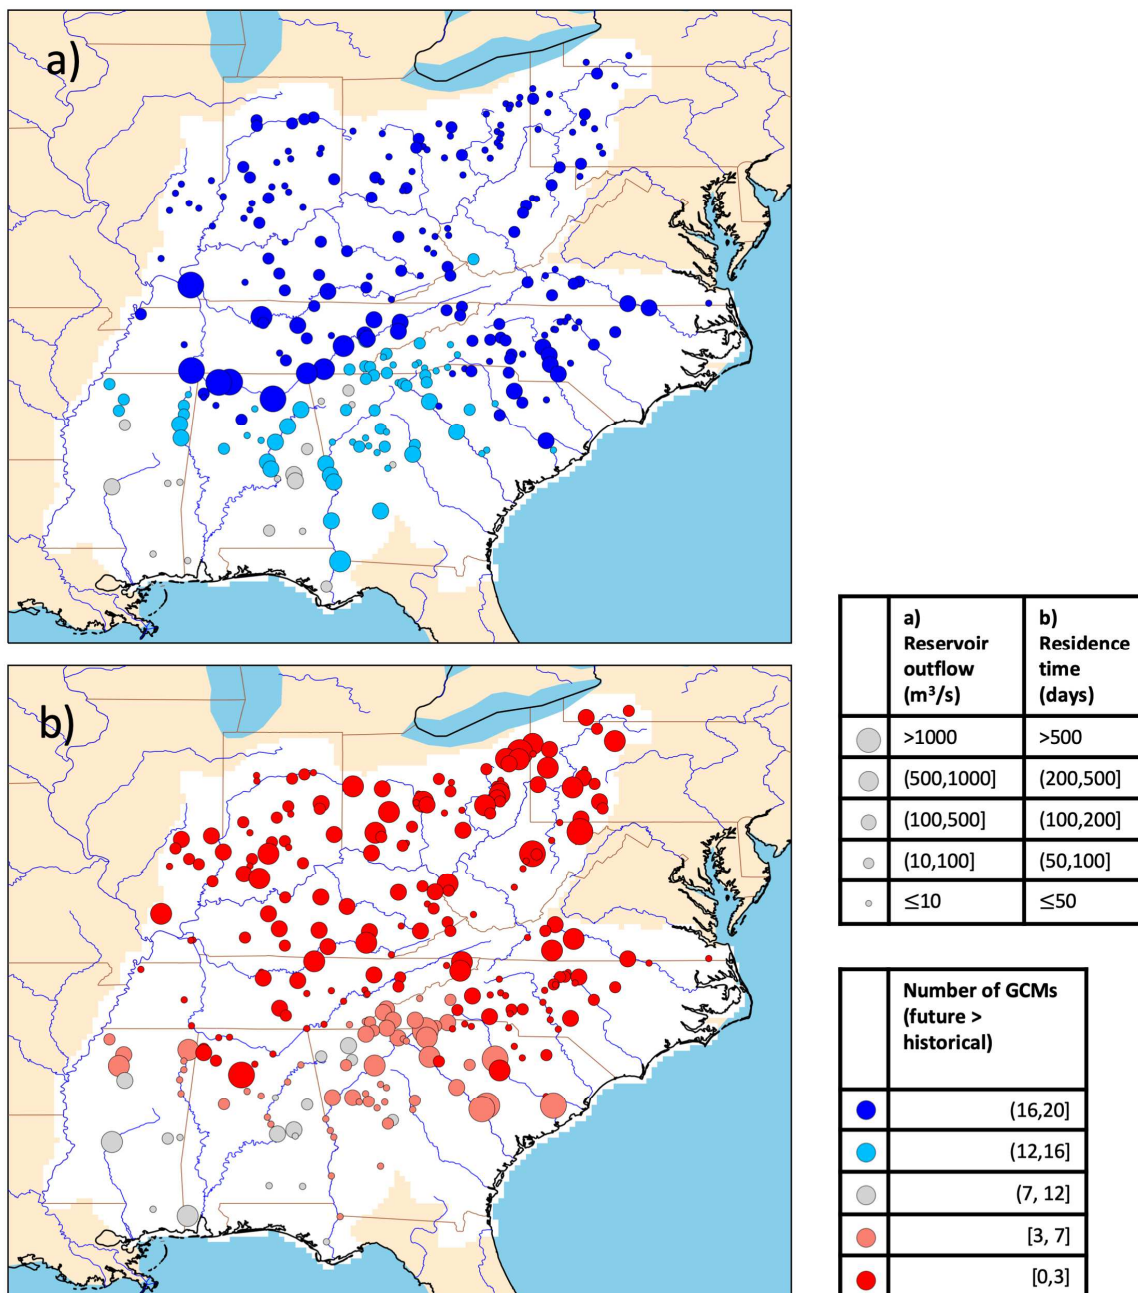 a)
b)
a)
Reservoir
outflow
(m³/s)
b)
Residence
time
(days)
>1000 >500
(500,1000] (200,500]
(100,500] (100,200]
(10,100] (50,100]
≤10 ≤50
Number of GCMs
(future >
historical)
(16,20]
(12,16]
(7, 12]
[3, 7]
[0,3]